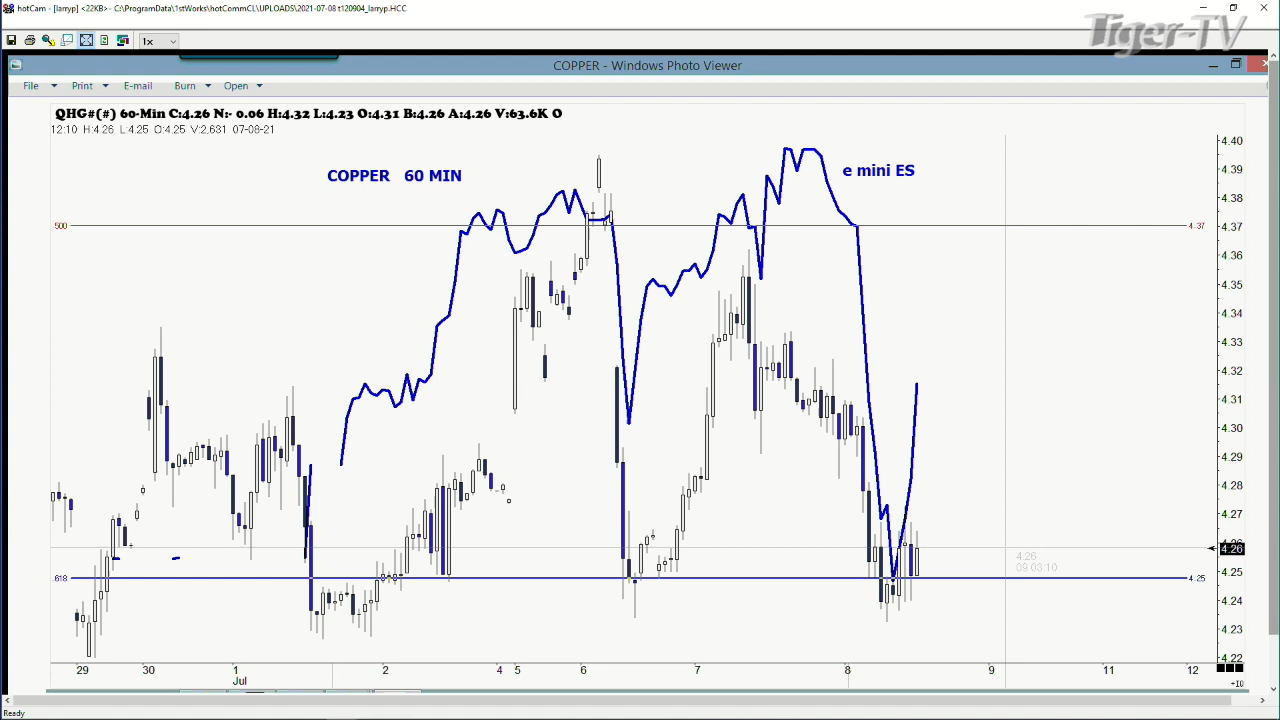 hotCam - [larryp] <22KB> - C:\ProgramData\1stWorks\hotCommCL\UPLOADS\2021-07-08 t120904_larryp.HCC
Tiger-TV
1x
COPPER - Windows Photo Viewer
File Print E-mail Burn Open
QHG#(#) 60-Min C:4.26 N:- 0.06 H:4.32 L:4.23 O:4.31 B:4.26 A:4.26 V:63.6K O
12:10 H:4.26 L:4.25 O:4.25 V:2,631 07-08-21
COPPER 60 MIN
e mini ES
4.40
4.39
4.38
500 4.37 4.37
4.36
4.35
4.34
4.33
4.32
4.31
4.30
4.29
4.28
4.27
4.26
4.26
09 03:10
618 4.25 4.25
4.24
4.23
4.22
29 30 1 2 4 5 6 7 8 9 11 12
Jul
+10
Ready